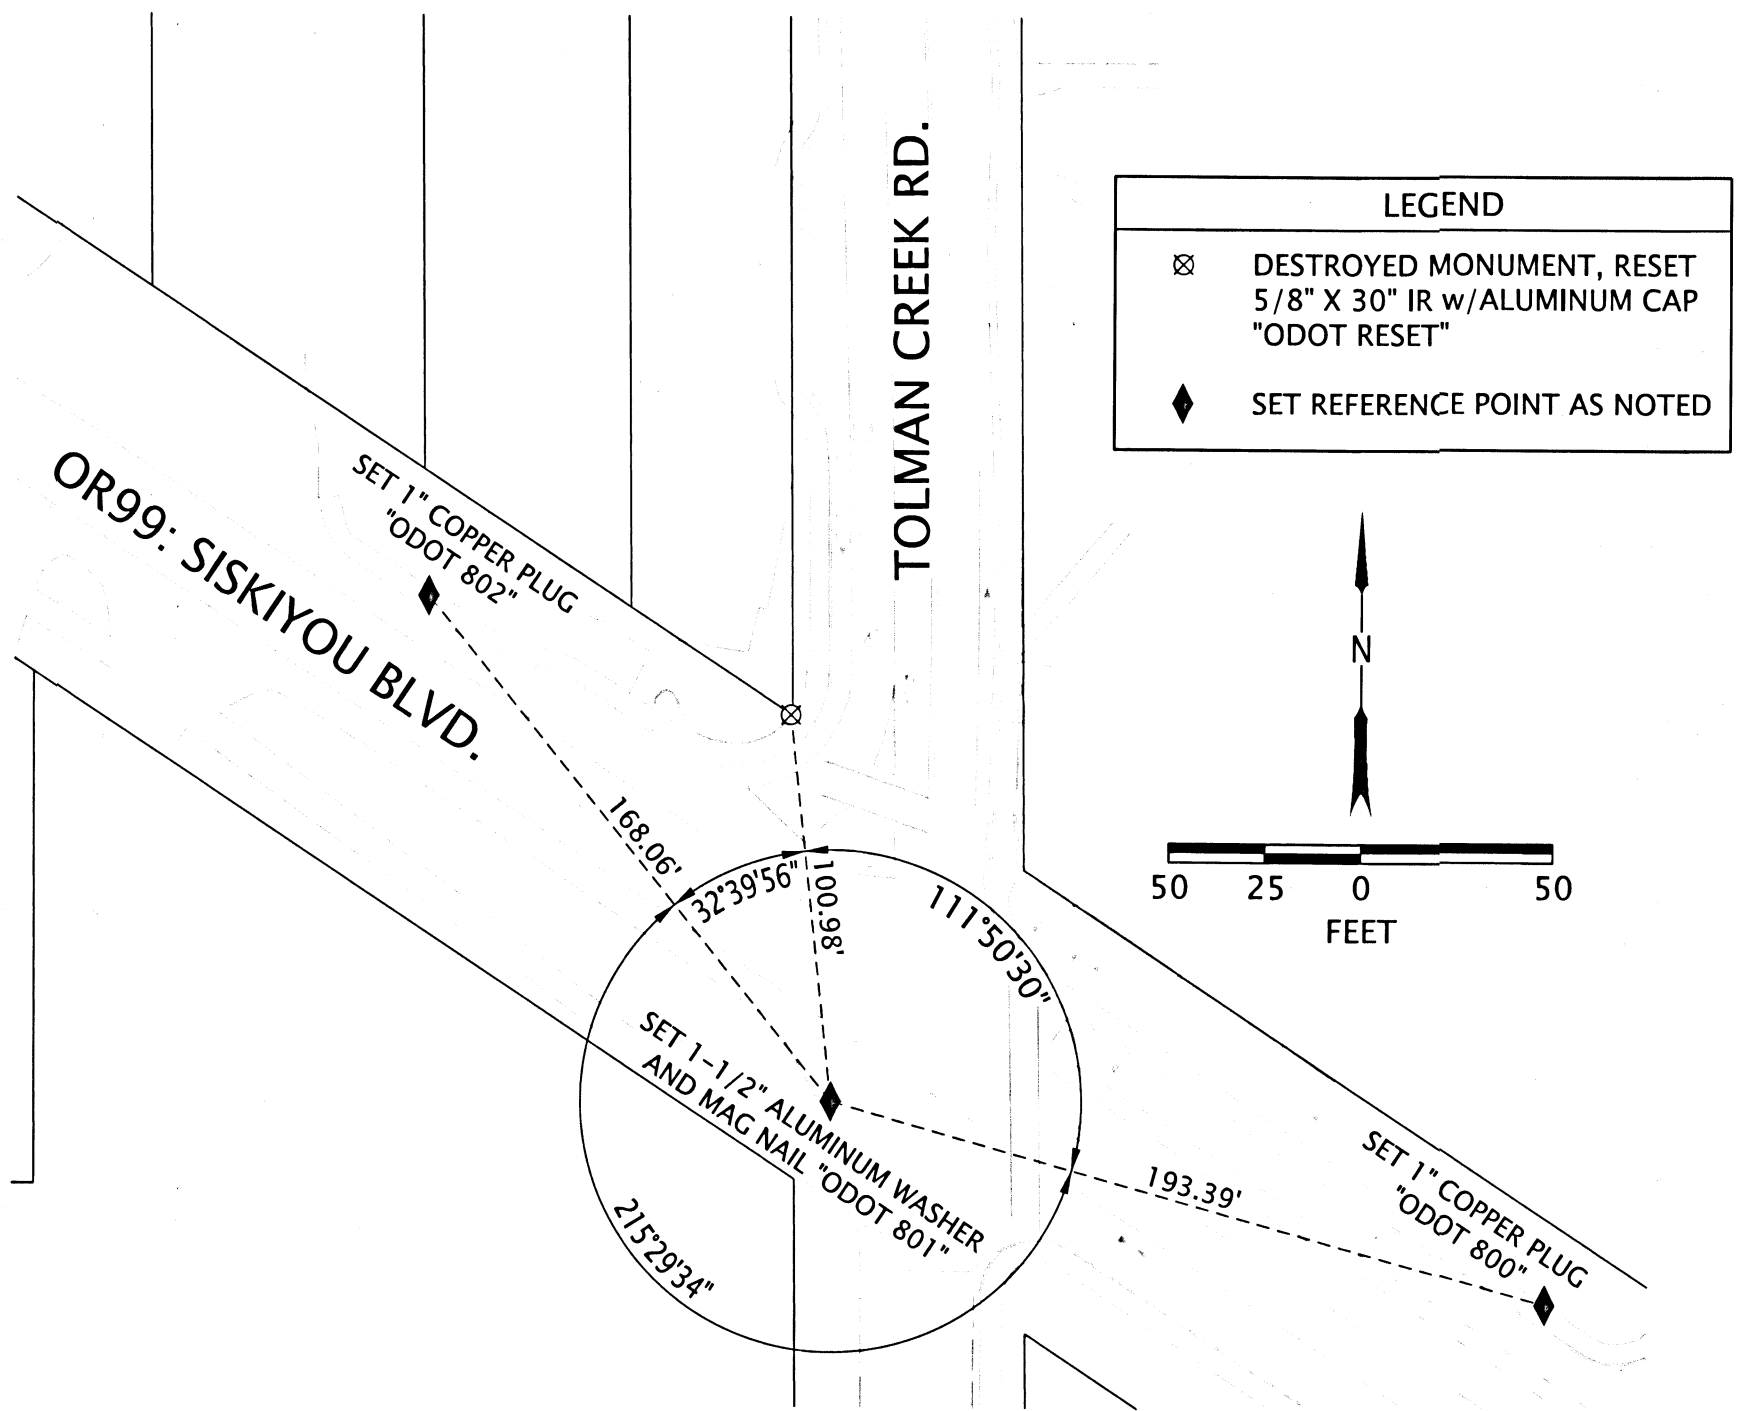 TOLMAN CREEK RD.
LEGEND
DESTROYED MONUMENT, RESET
5/8" X 30" IR w/ALUMINUM CAP
"ODOT RESET"
SET REFERENCE POINT AS NOTED
OR99: SISKIYOU BLVD.
SET 1" COPPER PLUG
"ODOT 802"
N
50 25 0 50
FEET
168.06'
32°39'56"
100.98'
111°50'30"
SET 1-1/2" ALUMINUM WASHER
AND MAG NAIL "ODOT 801"
215°29'34"
193.39'
SET 1" COPPER PLUG
"ODOT 800"